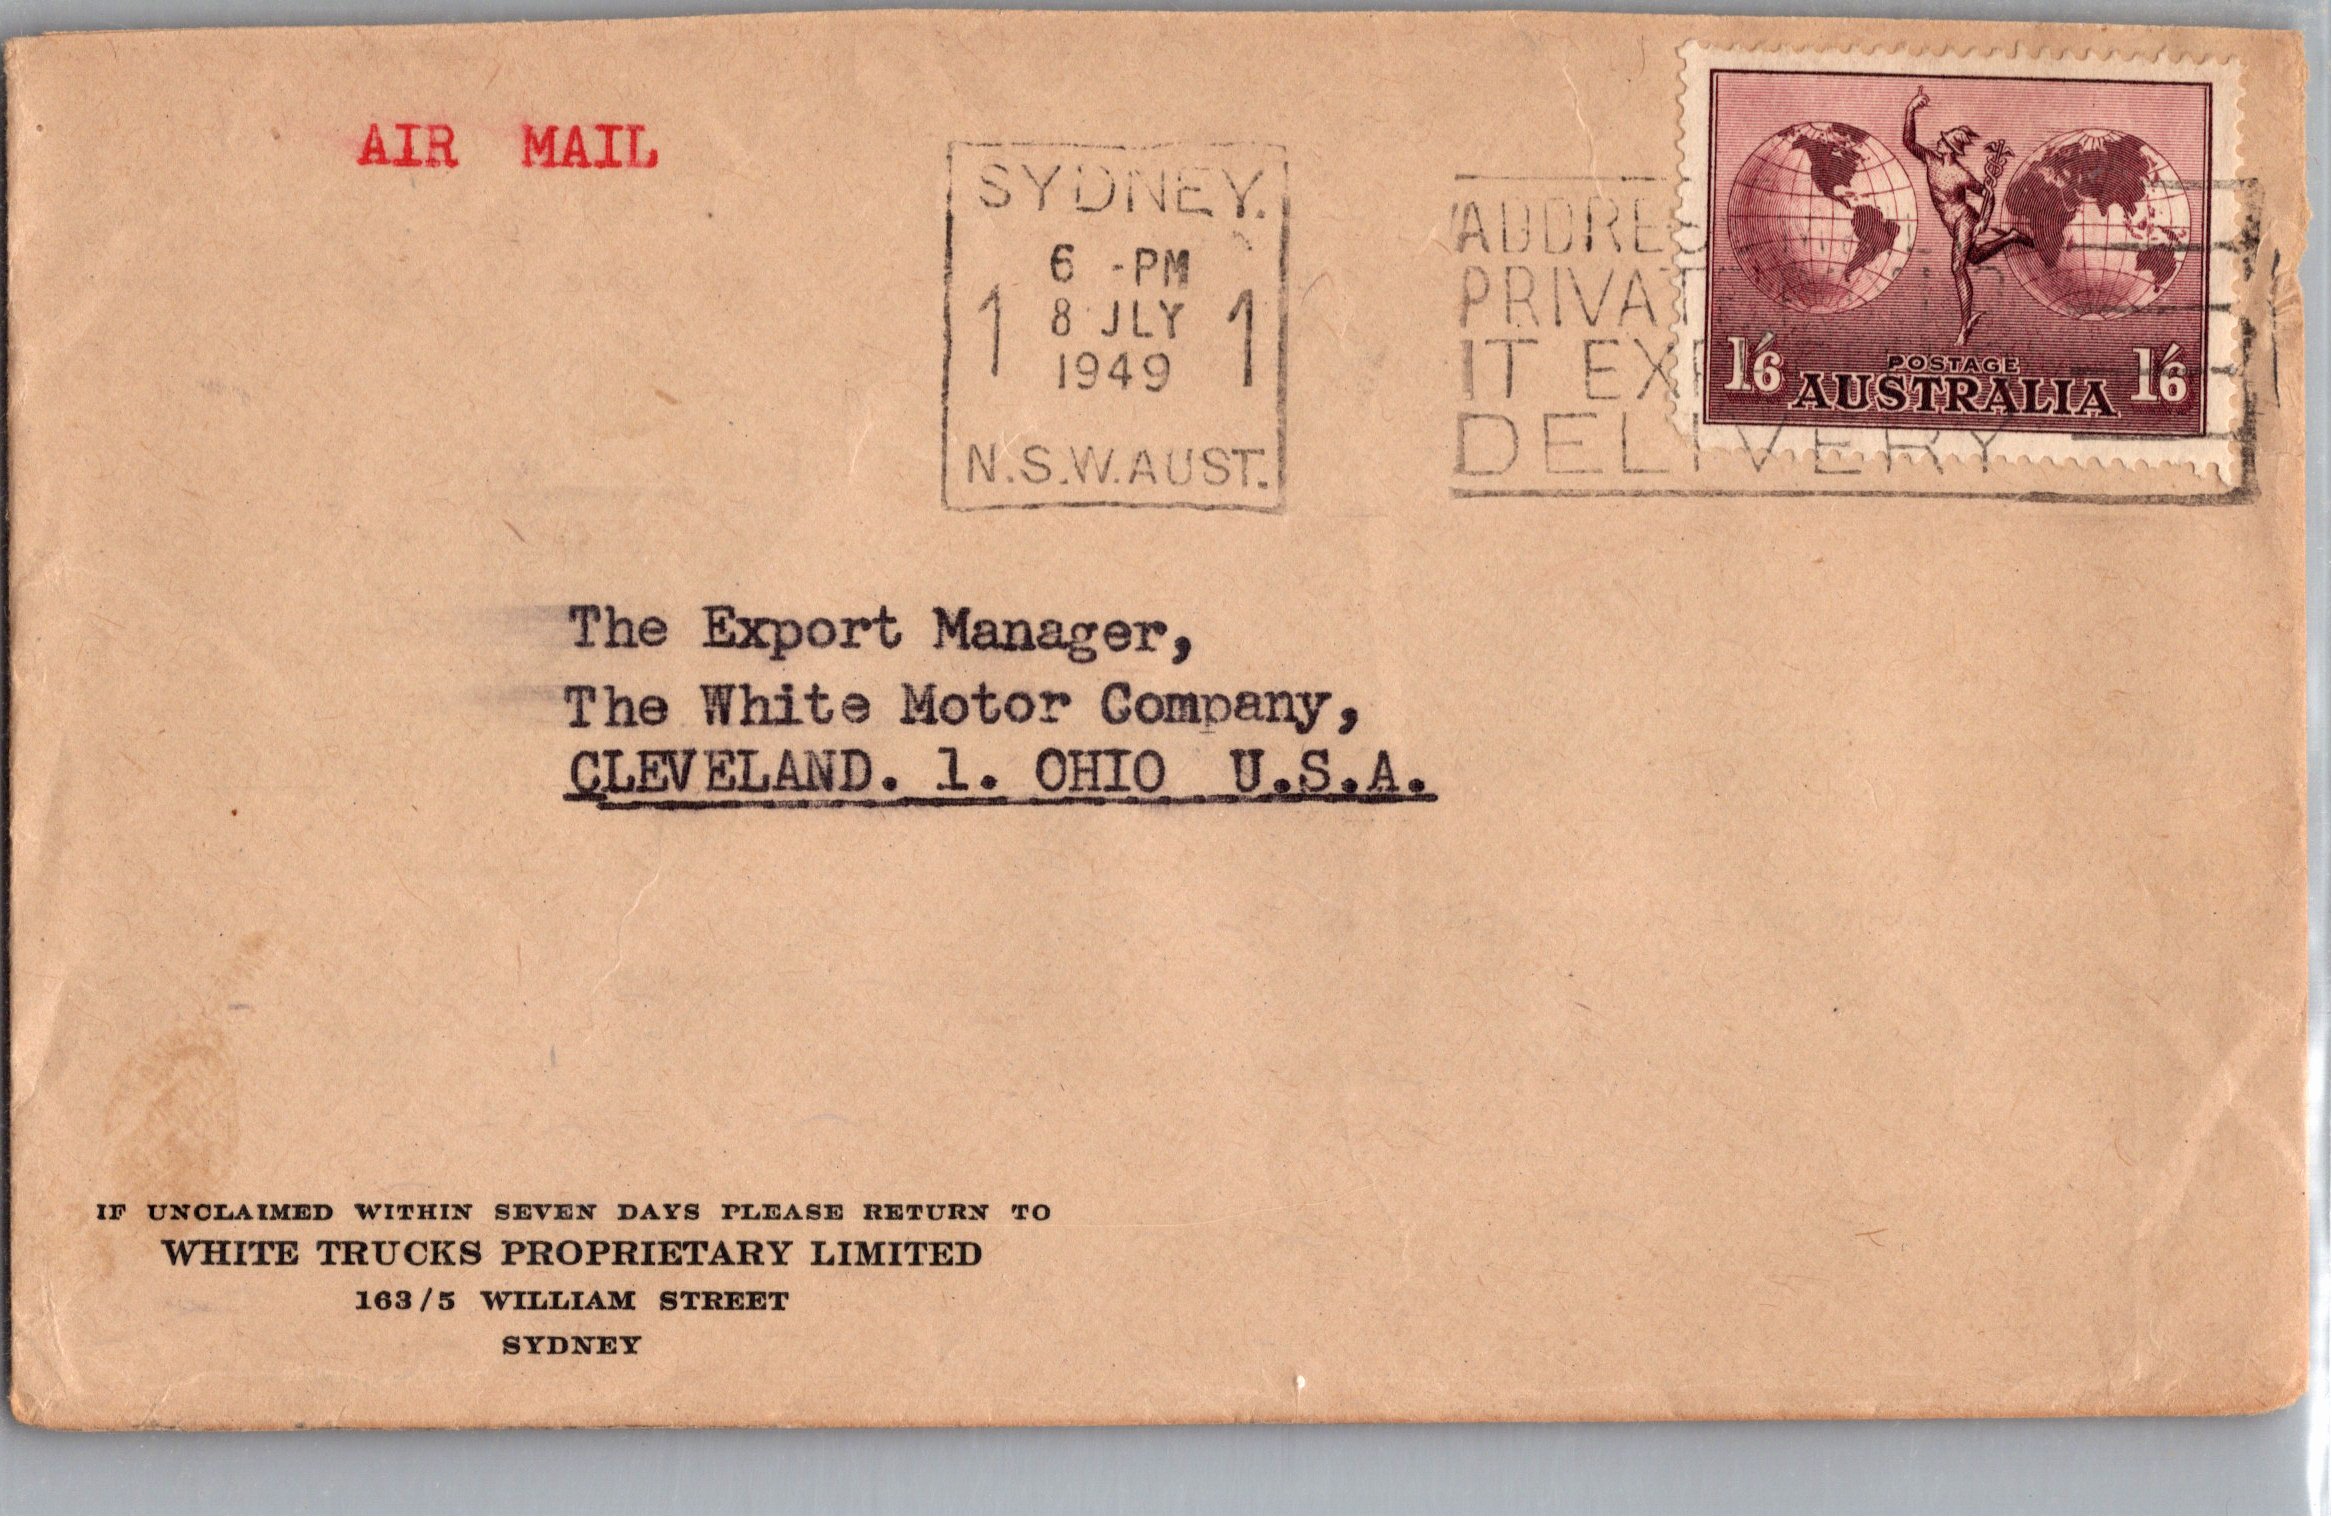 AIR MAIL
SYDNEY.
6 -PM
1 8 JLY 1
1949
N.S.W.AUST.
PRIVAT
IT
DELIVERY
1/6 POSTAGE 1/6
AUSTRALIA
The Export Manager,
The White Motor Company,
CLEVELAND. 1. OHIO U.S.A.
IF UNCLAIMED WITHIN SEVEN DAYS PLEASE RETURN TO
WHITE TRUCKS PROPRIETARY LIMITED
163/5 WILLIAM STREET
SYDNEY